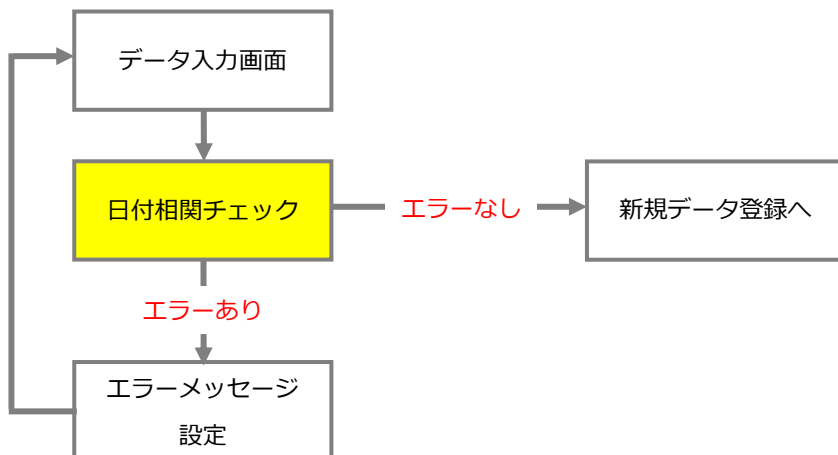 データ入力画面
日付相関チェック
エラーなし
新規データ登録へ
エラーあり
エラーメッセージ
設定